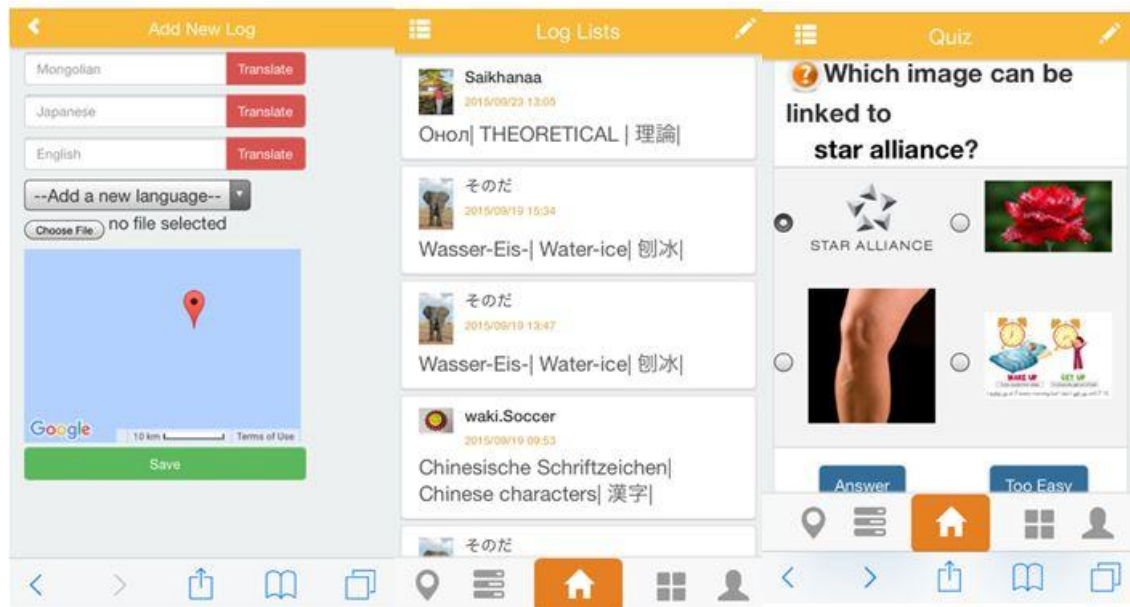 Add New Log
Mongolian
Translate
Japanese
Translate
English
Translate
--Add a new language--
Choose File no file selected
Google
10 km
Terms of Use
Save
Log Lists
Saikhanaa
2015/09/23 13:05
Онол| THEORETICAL | 理論|
そのだ
2015/09/19 15:34
Wasser-Eis-| Water-ice| 刨冰|
そのだ
2015/09/19 13:47
Wasser-Eis-| Water-ice| 刨冰|
waki.Soccer
2015/09/19 09:53
Chinesische Schriftzeichen|
Chinese characters| 漢字|
そのだ
Quiz
Which image can be
linked to
star alliance?
STAR ALLIANCE
WAKE UP
GET UP
Answer
Too Easy